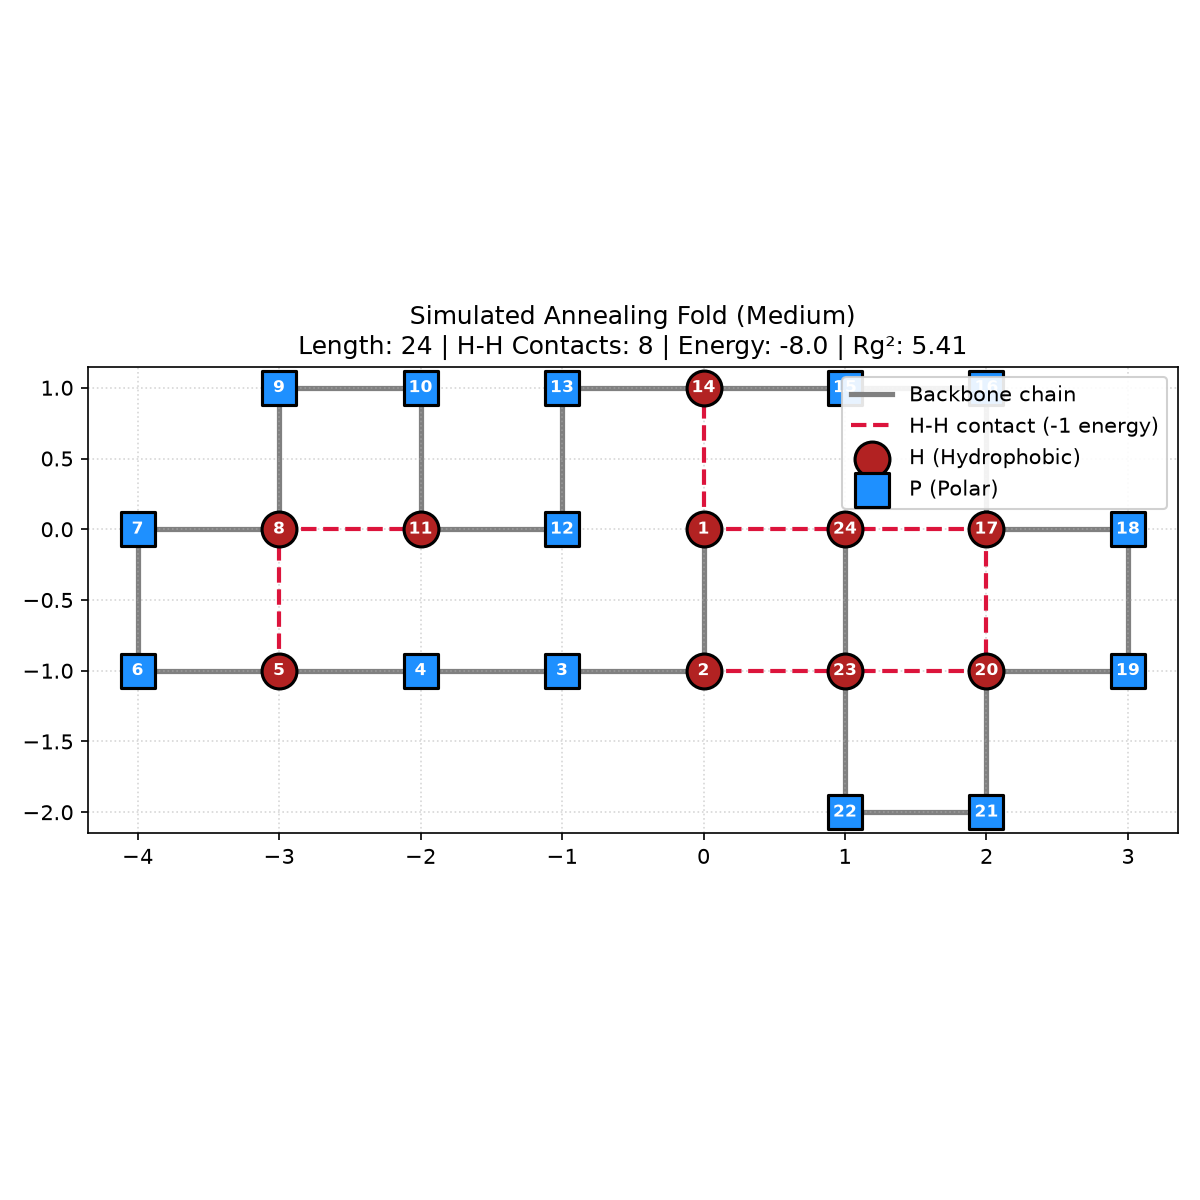 Simulated Annealing Fold (Medium)
Length: 24 | H-H Contacts: 8 | Energy: -8.0 | Rg²: 5.41
1.0
0.5
0.0
−0.5
−1.0
−1.5
−2.0
9 10 13 14 15 16
7 8 11 12 1 24 17 18
6 5 4 3 2 23 20 19
22 21
Backbone chain
H-H contact (-1 energy)
H (Hydrophobic)
P (Polar)
−4 −3 −2 −1 0 1 2 3